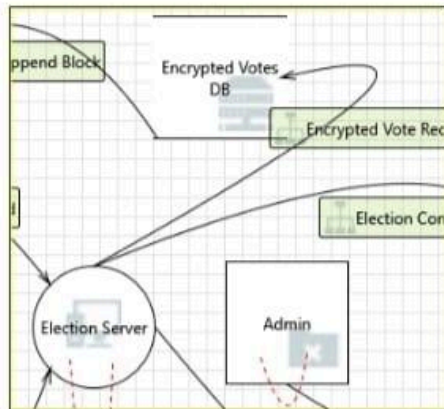 ppend Block
Encrypted Votes
DB
Encrypted Vote Rec
Election Con
Election Server
Admin